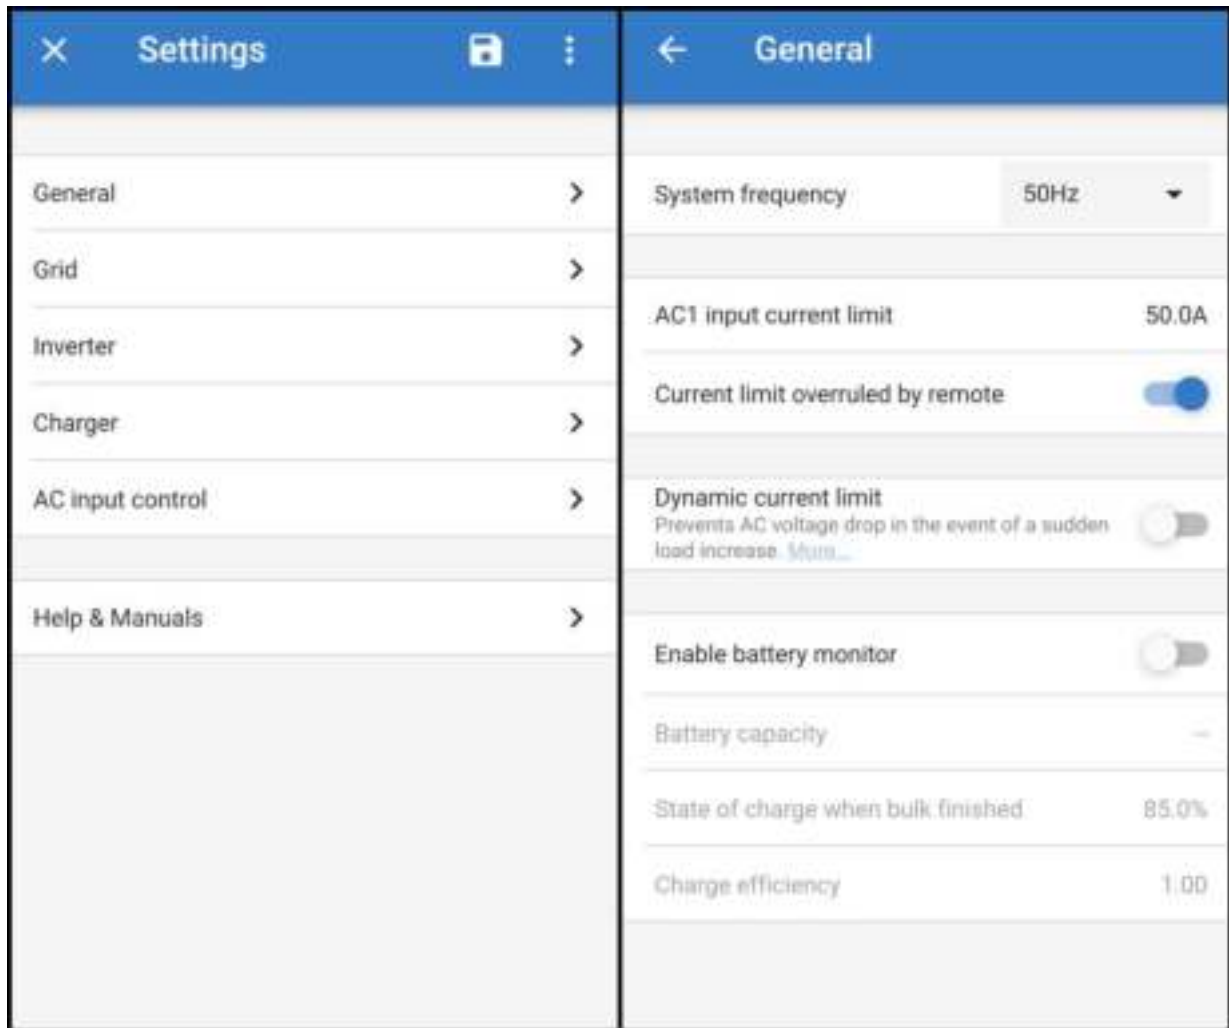 Settings
General
Grid
Inverter
Charger
AC input control
Help & Manuals
General
System frequency 50Hz
AC1 input current limit 50.0A
Current limit overruled by remote
Dynamic current limit
Prevents AC voltage drop in the event of a sudden
load increase. More...
Enable battery monitor
Battery capacity --
State of charge when bulk finished 85.0%
Charge efficiency 1.00